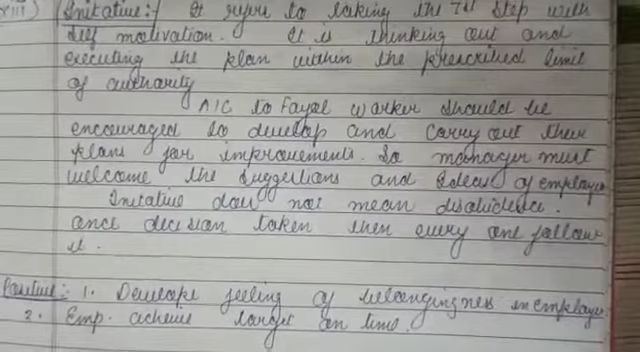 xiii) Initative:) It refers to taking the 1st step with
self motivation. It is thinking out and
executing the plan within the prescribed limit
of authority
A/C to Fayol worker should be
encouraged to develop and carry out their
plans for improvements. So manager must
welcome the suggestions and Ideas of employees
Initative does not mean disobidence.
once decision taken then every one follow
it.
Positive:- 1. Develope feeling of belongingness in employees
2. Emp. achieve target on time.